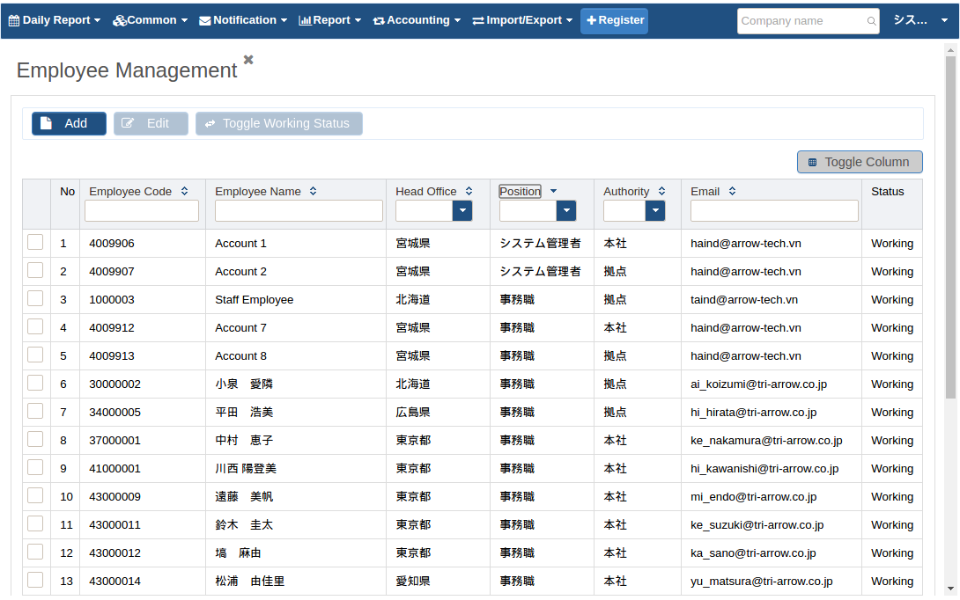 Daily Report Common Notification Report Accounting Import/Export Register Company name シス...
Employee Management
Add Edit Toggle Working Status
Toggle Column
No Employee Code Employee Name Head Office Position Authority Email Status
1 4009906 Account 1 宮城県 システム管理者 本社 haind@arrow-tech.vn Working
2 4009907 Account 2 宮城県 システム管理者 拠点 haind@arrow-tech.vn Working
3 1000003 Staff Employee 北海道 事務職 拠点 taind@arrow-tech.vn Working
4 4009912 Account 7 宮城県 事務職 本社 haind@arrow-tech.vn Working
5 4009913 Account 8 宮城県 事務職 拠点 haind@arrow-tech.vn Working
6 30000002 小泉　愛隣 北海道 事務職 拠点 ai_koizumi@tri-arrow.co.jp Working
7 34000005 平田　浩美 広島県 事務職 拠点 hi_hirata@tri-arrow.co.jp Working
8 37000001 中村　恵子 東京都 事務職 本社 ke_nakamura@tri-arrow.co.jp Working
9 41000001 川西 陽登美 東京都 事務職 本社 hi_kawanishi@tri-arrow.co.jp Working
10 43000009 遠藤　美帆 東京都 事務職 本社 mi_endo@tri-arrow.co.jp Working
11 43000011 鈴木　圭太 東京都 事務職 本社 ke_suzuki@tri-arrow.co.jp Working
12 43000012 塙　麻由 東京都 事務職 本社 ka_sano@tri-arrow.co.jp Working
13 43000014 松浦　由佳里 愛知県 事務職 本社 yu_matsura@tri-arrow.co.jp Working